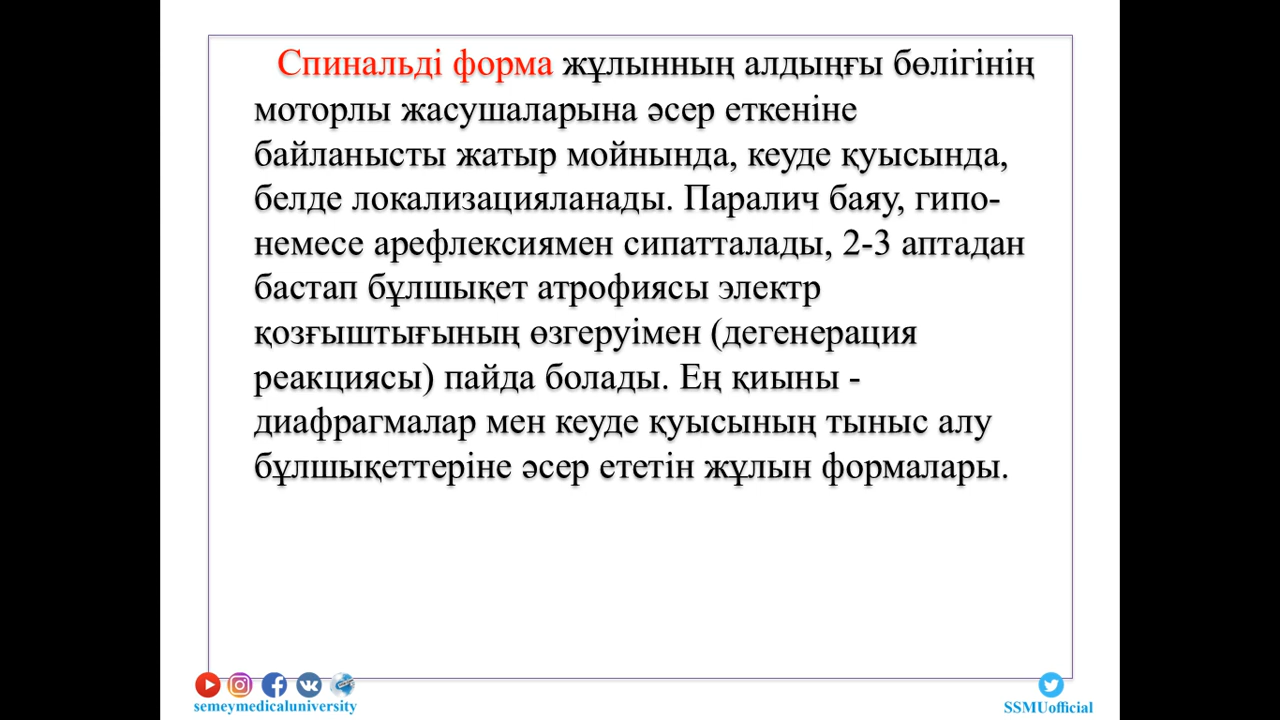 Спинальді форма жұлынның алдыңғы бөлігінің
моторлы жасушаларына әсер еткеніне
байланысты жатыр мойнында, кеуде қуысында,
белде локализацияланады. Паралич баяу, гипо-
немесе арефлексиямен сипатталады, 2-3 аптадан
бастап бұлшықет атрофиясы электр
қозғыштығының өзгеруімен (дегенерация
реакциясы) пайда болады. Ең қиыны -
диафрагмалар мен кеуде қуысының тыныс алу
бұлшықеттеріне әсер ететін жұлын формалары.
semeymedicaluniversity
SSMUofficial